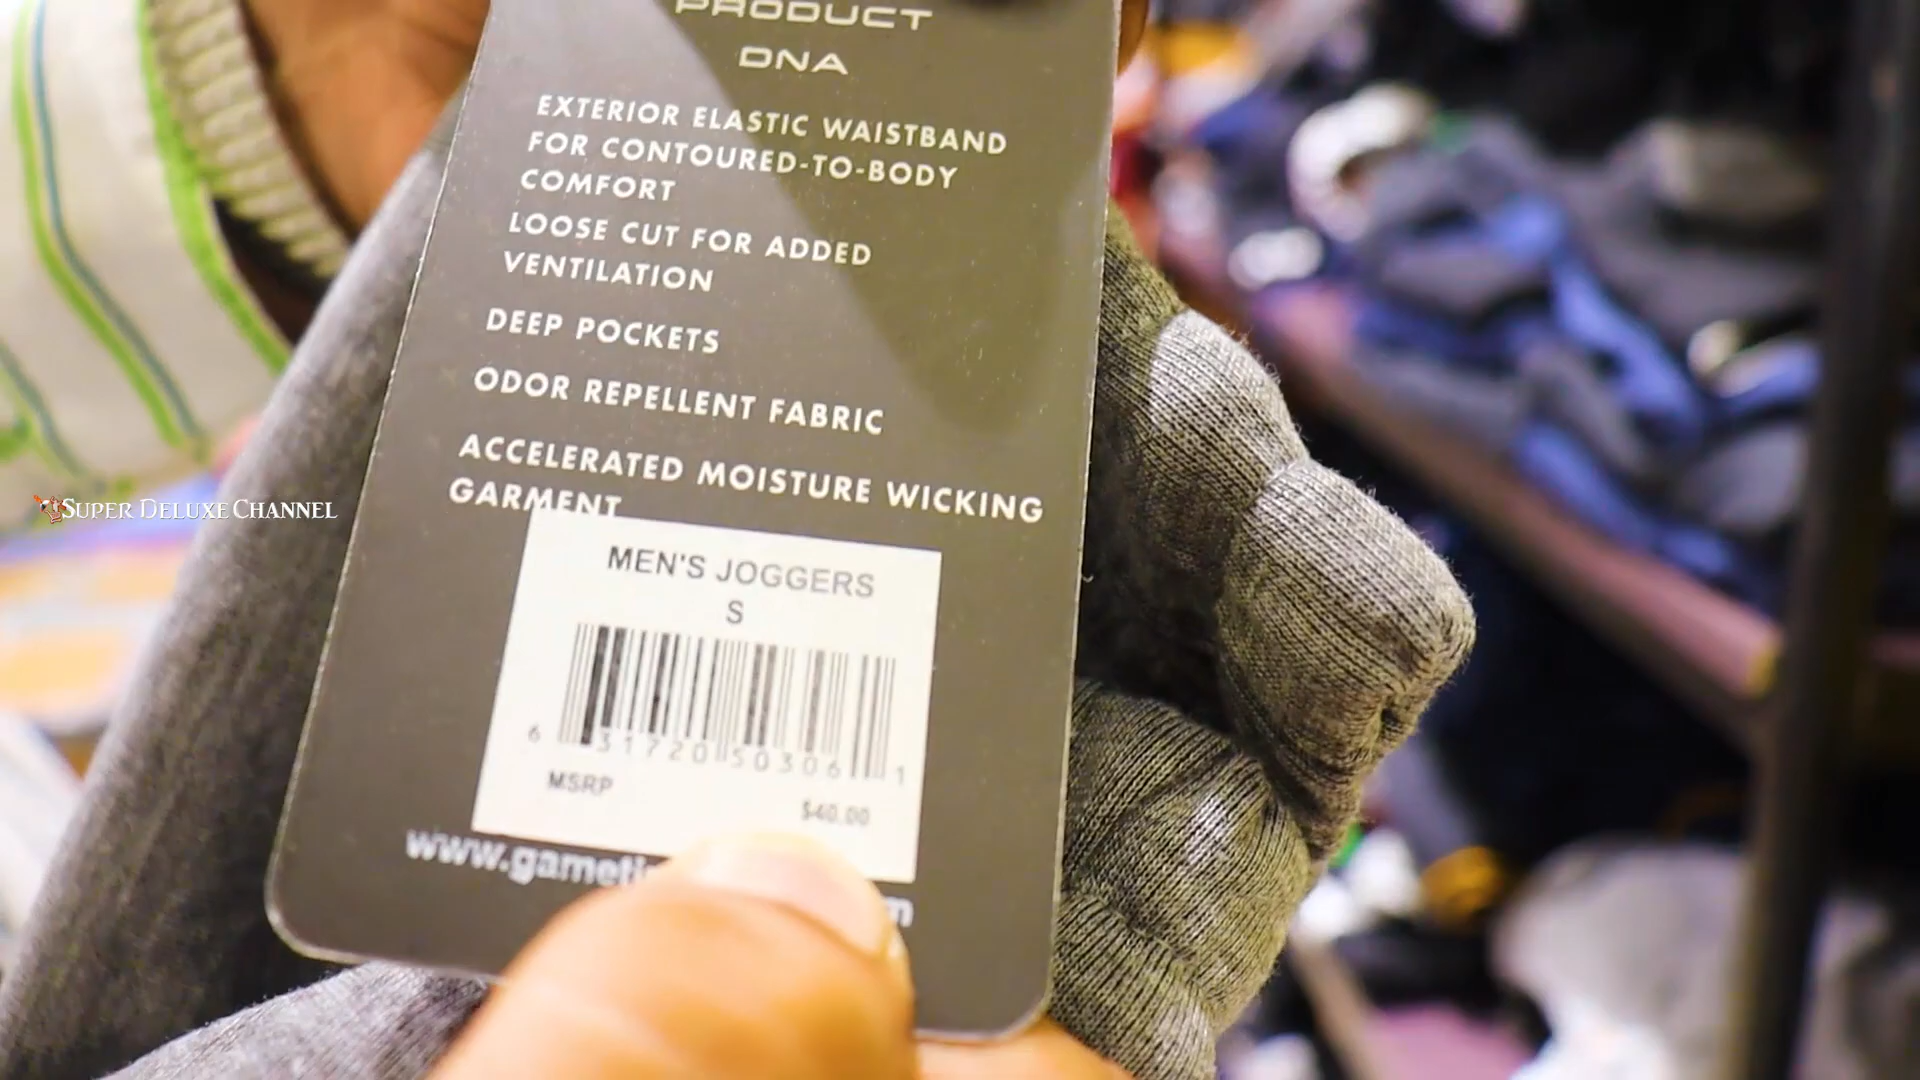 PRODUCT
DNA
EXTERIOR ELASTIC WAISTBAND
FOR CONTOURED-TO-BODY
COMFORT
LOOSE CUT FOR ADDED
VENTILATION
DEEP POCKETS
ODOR REPELLENT FABRIC
ACCELERATED MOISTURE WICKING
GARMENT
SUPER DELUXE CHANNEL
MEN'S JOGGERS
S
6 31720 50306 1
MSRP
$40.00